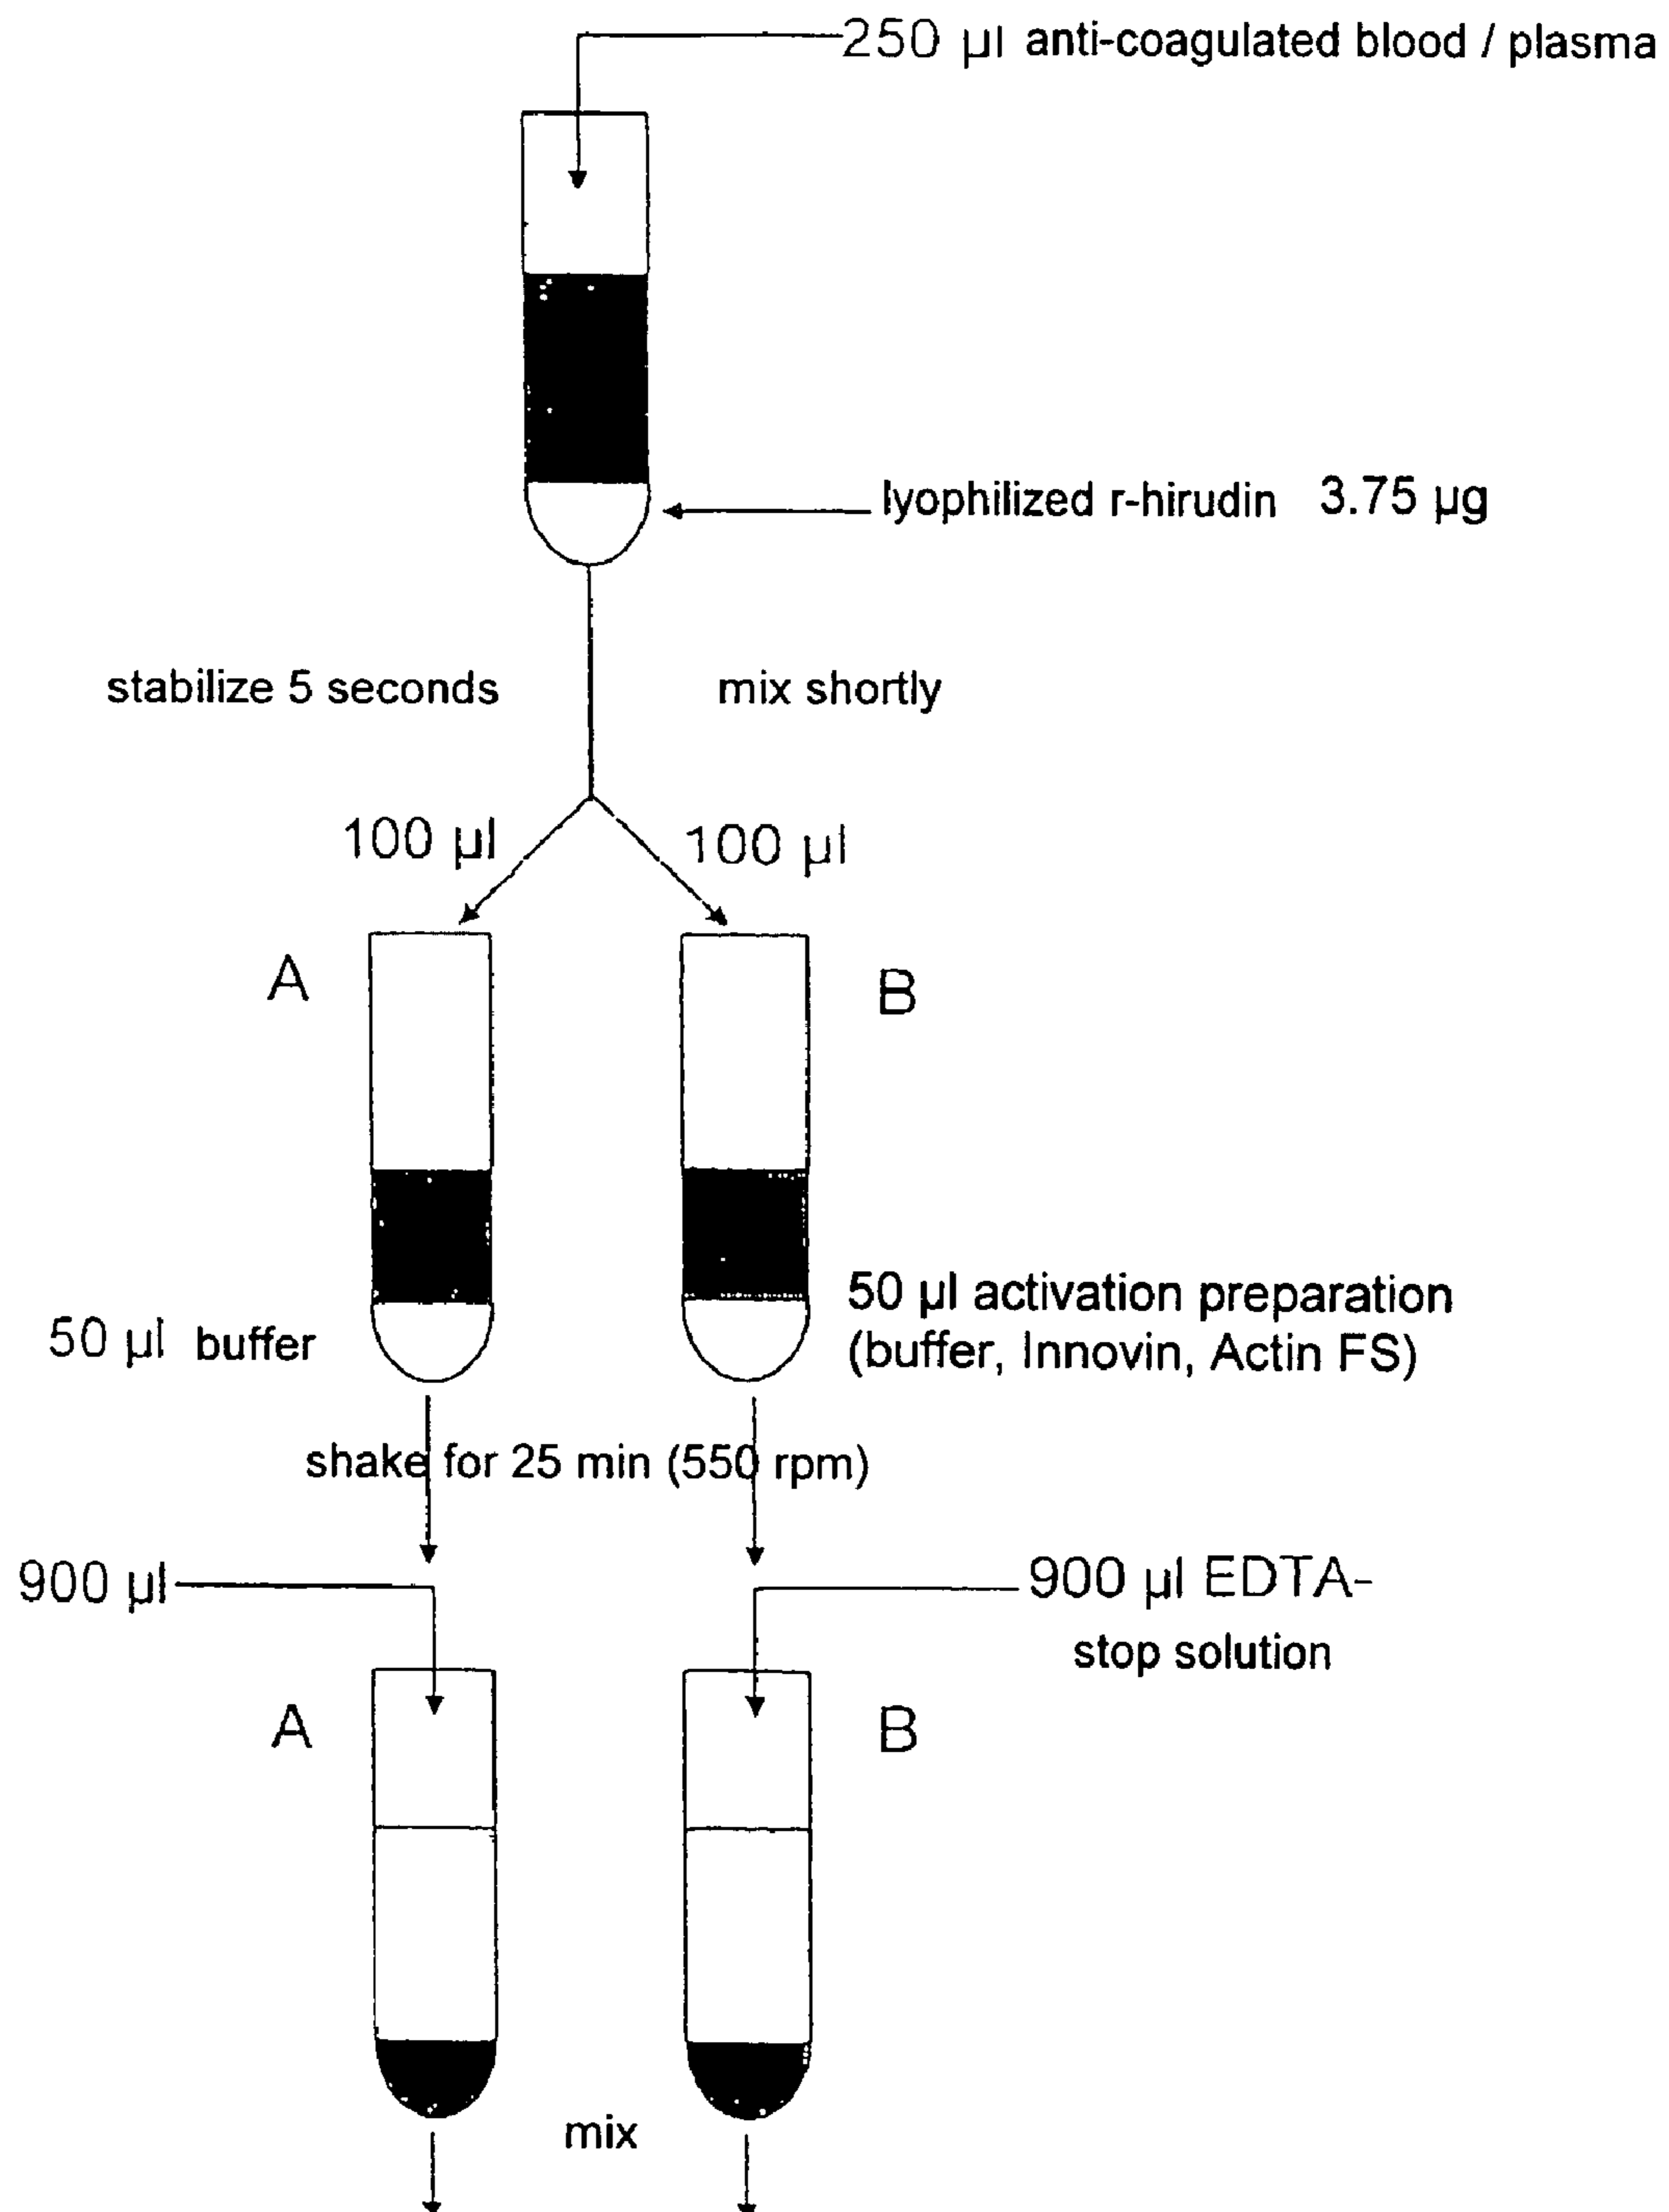 250 µl anti-coagulated blood / plasma
lyophilized r-hirudin 3.75 µg
stabilize 5 seconds
mix shortly
100 µl
100 µl
A
B
50 µl buffer
50 µl activation preparation
(buffer, Innovin, Actin FS)
shake for 25 min (550 rpm)
900 µl
900 µl EDTA-
stop solution
A
B
mix